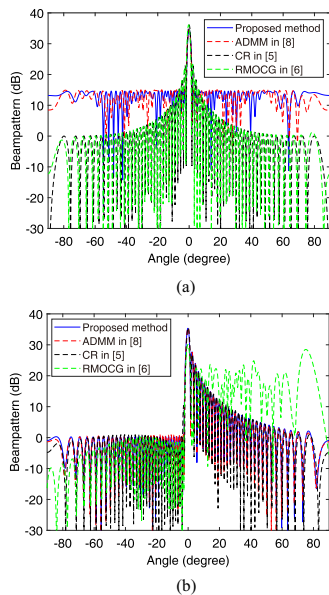 40
30
20
10
0
-10
-20
-30
Beampattern (dB)
Proposed method
ADMM in [8]
CR in [5]
RMOCG in [6]
-80 -60 -40 -20 0 20 40 60 80
Angle (degree)
(a)
40
30
20
10
0
-10
-20
-30
Beampattern (dB)
Proposed method
ADMM in [8]
CR in [5]
RMOCG in [6]
-80 -60 -40 -20 0 20 40 60 80
Angle (degree)
(b)